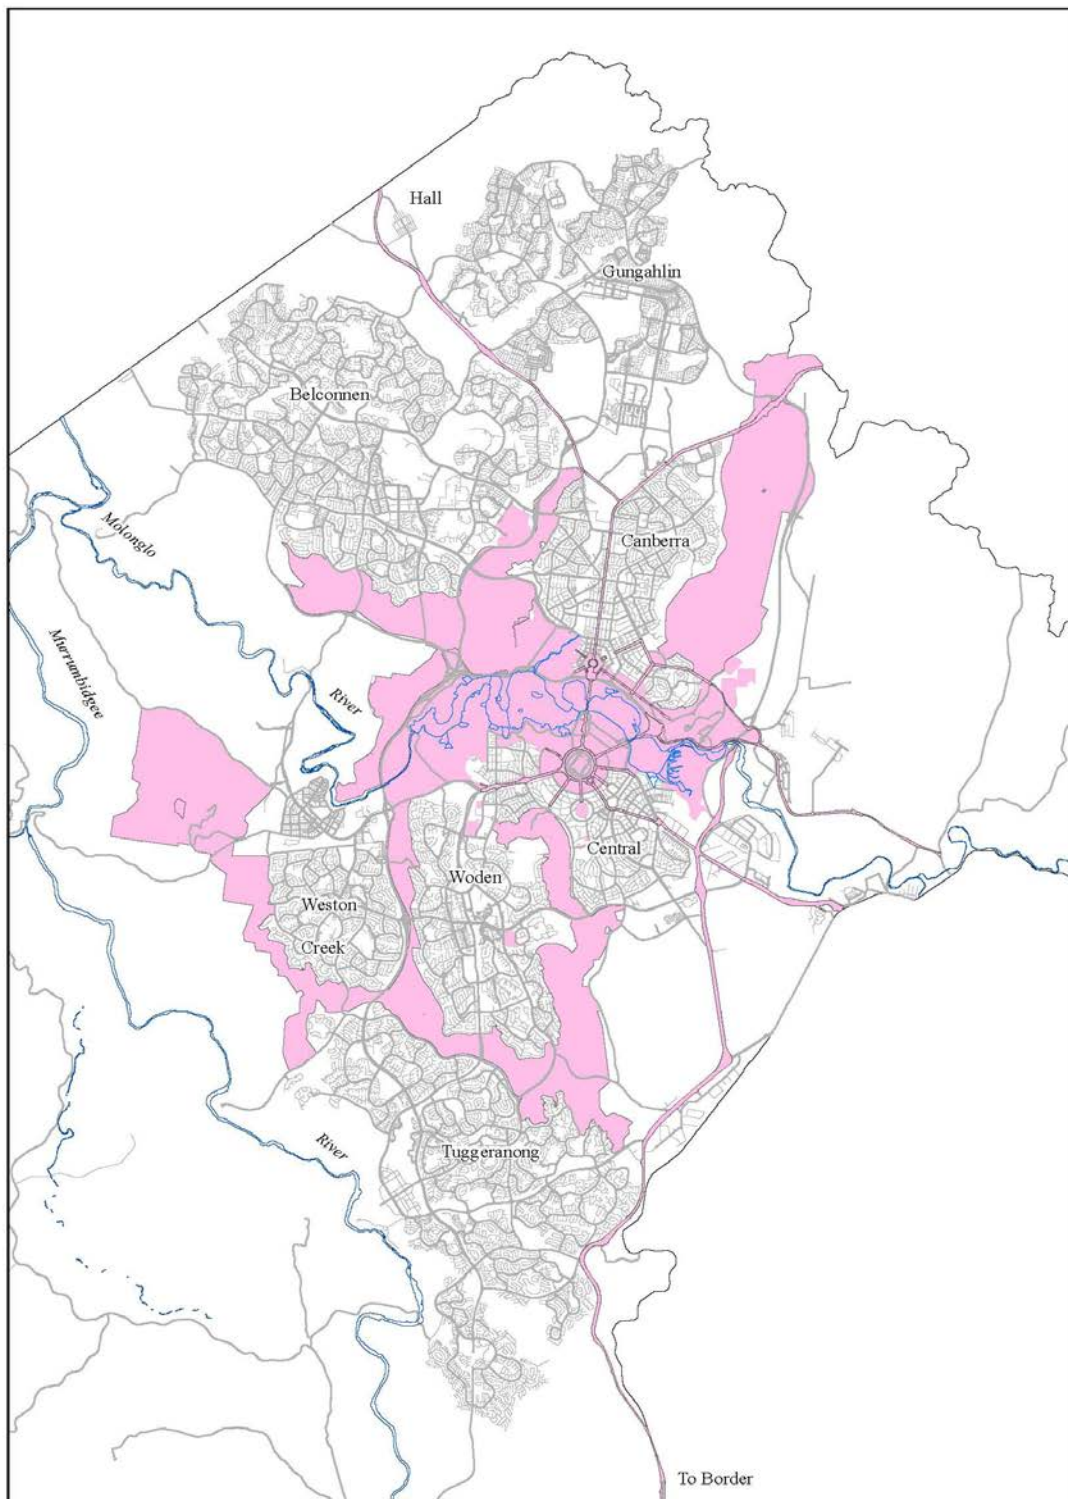 Hall
Gungahlin
Belconnen
Molonglo
Canberra
Murrumbidgee
River
Central
Woden
Weston
Creek
River
Tuggeranong
To Border